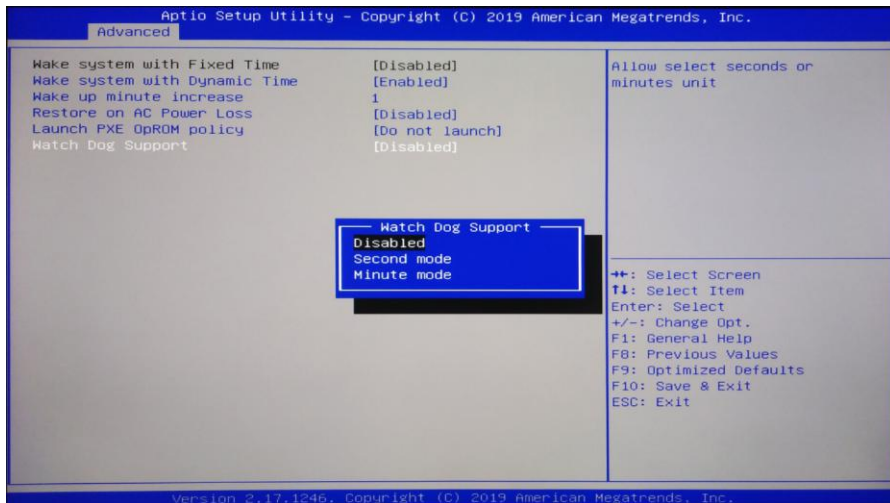 Aptio Setup Utility – Copyright (C) 2019 American Megatrends, Inc.
Advanced
Wake system with Fixed Time [Disabled]
Wake system with Dynamic Time [Enabled]
Wake up minute increase 1
Restore on AC Power Loss [Disabled]
Launch PXE OpROM policy [Do not launch]
Watch Dog Support [Disabled]
Allow select seconds or
minutes unit
Watch Dog Support
Disabled
Second mode
Minute mode
→←: Select Screen
↑↓: Select Item
Enter: Select
+/-: Change Opt.
F1: General Help
F8: Previous Values
F9: Optimized Defaults
F10: Save & Exit
ESC: Exit
Version 2.17.1246. Copyright (C) 2019 American Megatrends, Inc.